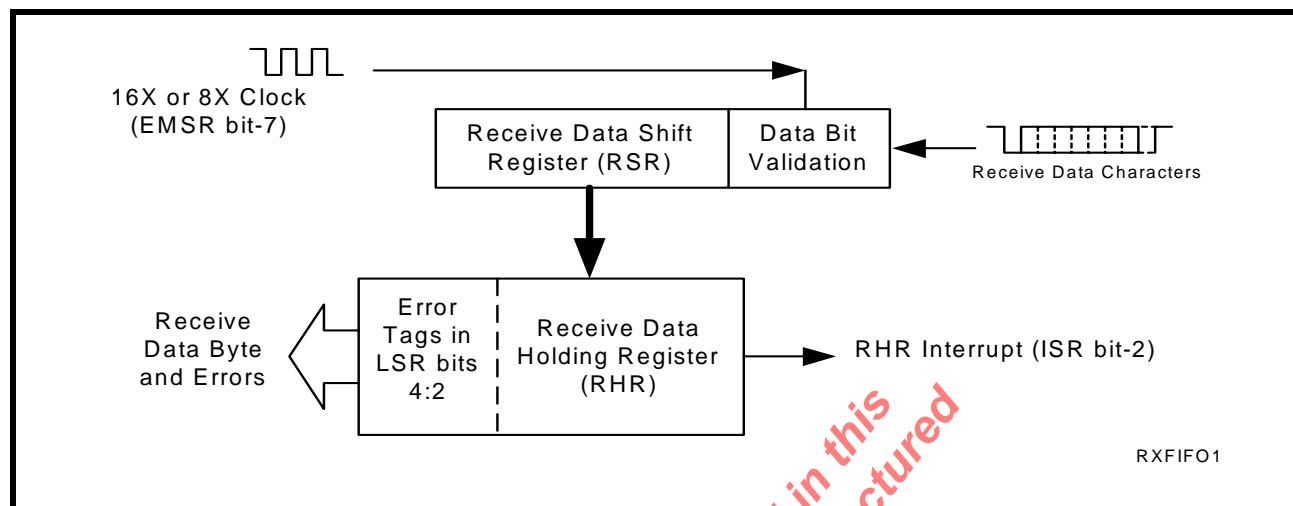 16X or 8X Clock
(EMSR bit-7)
Receive Data Shift
Register (RSR)
Data Bit
Validation
Receive Data Characters
Receive
Data Byte
and Errors
Error
Tags in
LSR bits
4:2
Receive Data
Holding Register
(RHR)
RHR Interrupt (ISR bit-2)
in this
ctured
RXFIFO1